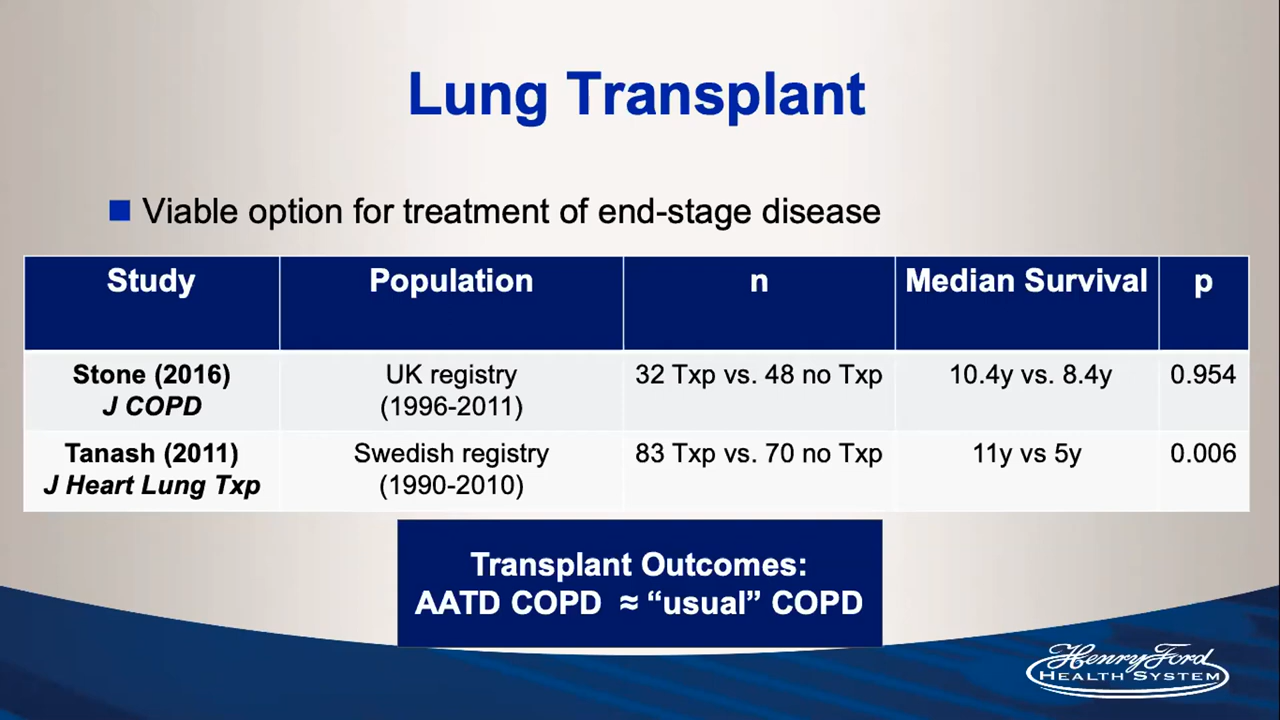 Lung Transplant
Viable option for treatment of end-stage disease
Study Population n Median Survival p
Stone (2016) UK registry 32 Txp vs. 48 no Txp 10.4y vs. 8.4y 0.954
J COPD (1996-2011)
Tanash (2011) Swedish registry 83 Txp vs. 70 no Txp 11y vs 5y 0.006
J Heart Lung Txp (1990-2010)
Transplant Outcomes:
AATD COPD ≈ “usual” COPD
Henry Ford
HEALTH SYSTEM